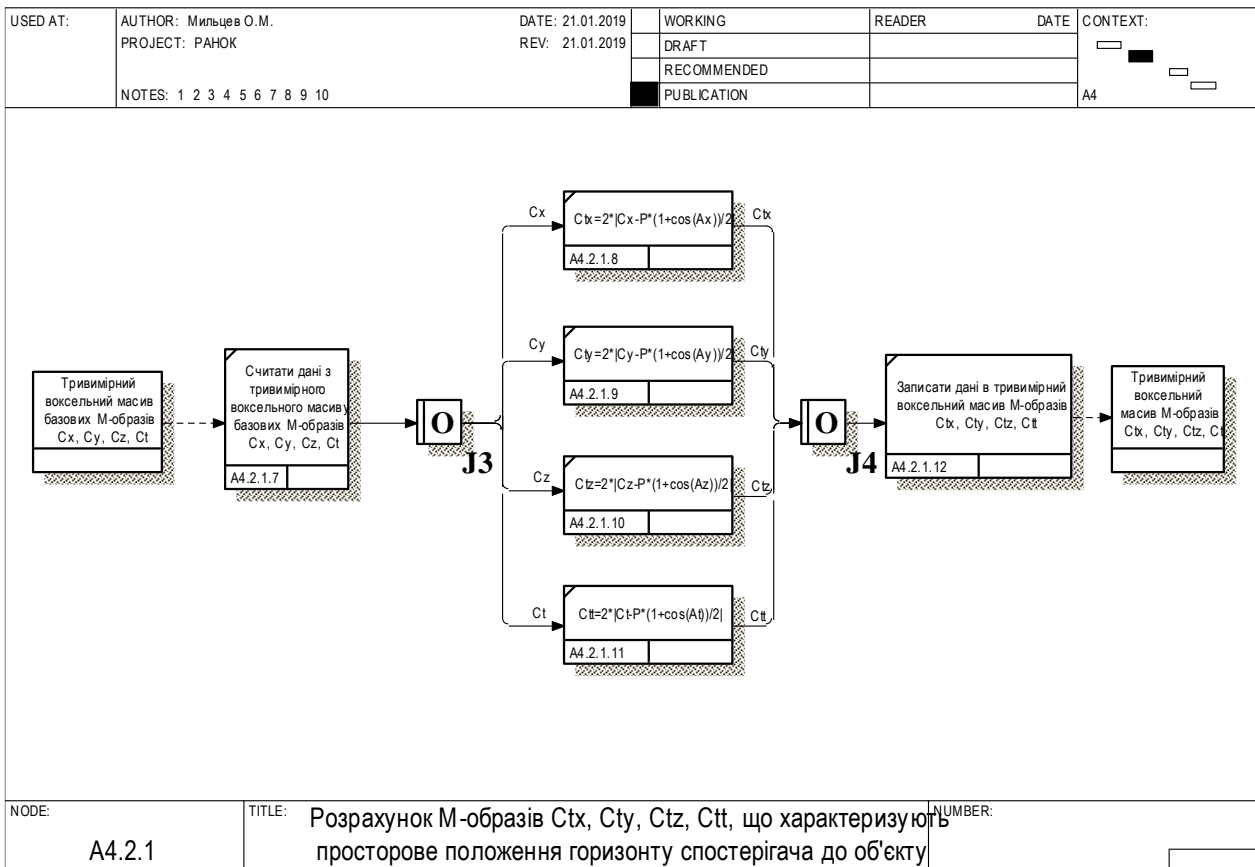 USED AT:
AUTHOR: Мильцев О.М.
DATE: 21.01.2019
PROJECT: РАНОК
REV: 21.01.2019
NOTES: 1 2 3 4 5 6 7 8 9 10
WORKING
DRAFT
RECOMMENDED
PUBLICATION
READER DATE
CONTEXT:
A4
Тривимірний
воксельний масив
базових М-образів
Cx, Cy, Cz, Ct
Считати дані з
тривимірного
воксельного масиву
базових М-образів
Cx, Cy, Cz, Ct
A4.2.1.7
O
J3
Cx
Ctx=2*|Cx-P*(1+cos(Ax))/2
A4.2.1.8
Ctx
Cy
Cty=2*|Cy-P*(1+cos(Ay))/2
A4.2.1.9
Cty
Cz
Ctz=2*|Cz-P*(1+cos(Az))/2
A4.2.1.10
Ctz
Ct
Ctt=2*|Ct-P*(1+cos(At))/2|
A4.2.1.11
Ctt
O
J4
Записати дані в тривимірний
воксельний масив М-образів
Ctx, Cty, Ctz, Ctt
A4.2.1.12
Тривимірний
воксельний
масив М-образів
Ctx, Cty, Ctz, Ct
NODE:
A4.2.1
TITLE:
Розрахунок М-образів Ctx, Cty, Ctz, Ctt, що характеризують
просторове положення горизонту спостерігача до об'єкту
NUMBER: